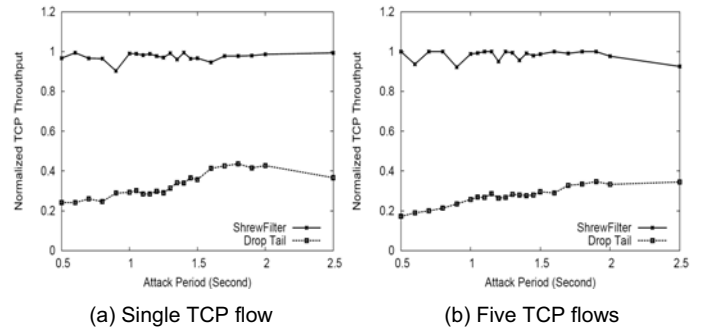 1.2
1
0.8
0.6
0.4
0.2
0
Normalized TCP Throuthput
ShrewFilter
Drop Tail
0.5
1
1.5
2
2.5
Attack Period (Second)
(a) Single TCP flow
1.2
1
0.8
0.6
0.4
0.2
0
Normalized TCP Throuthput
ShrewFilter
Drop Tail
0.5
1
1.5
2
2.5
Attack Period (Second)
(b) Five TCP flows